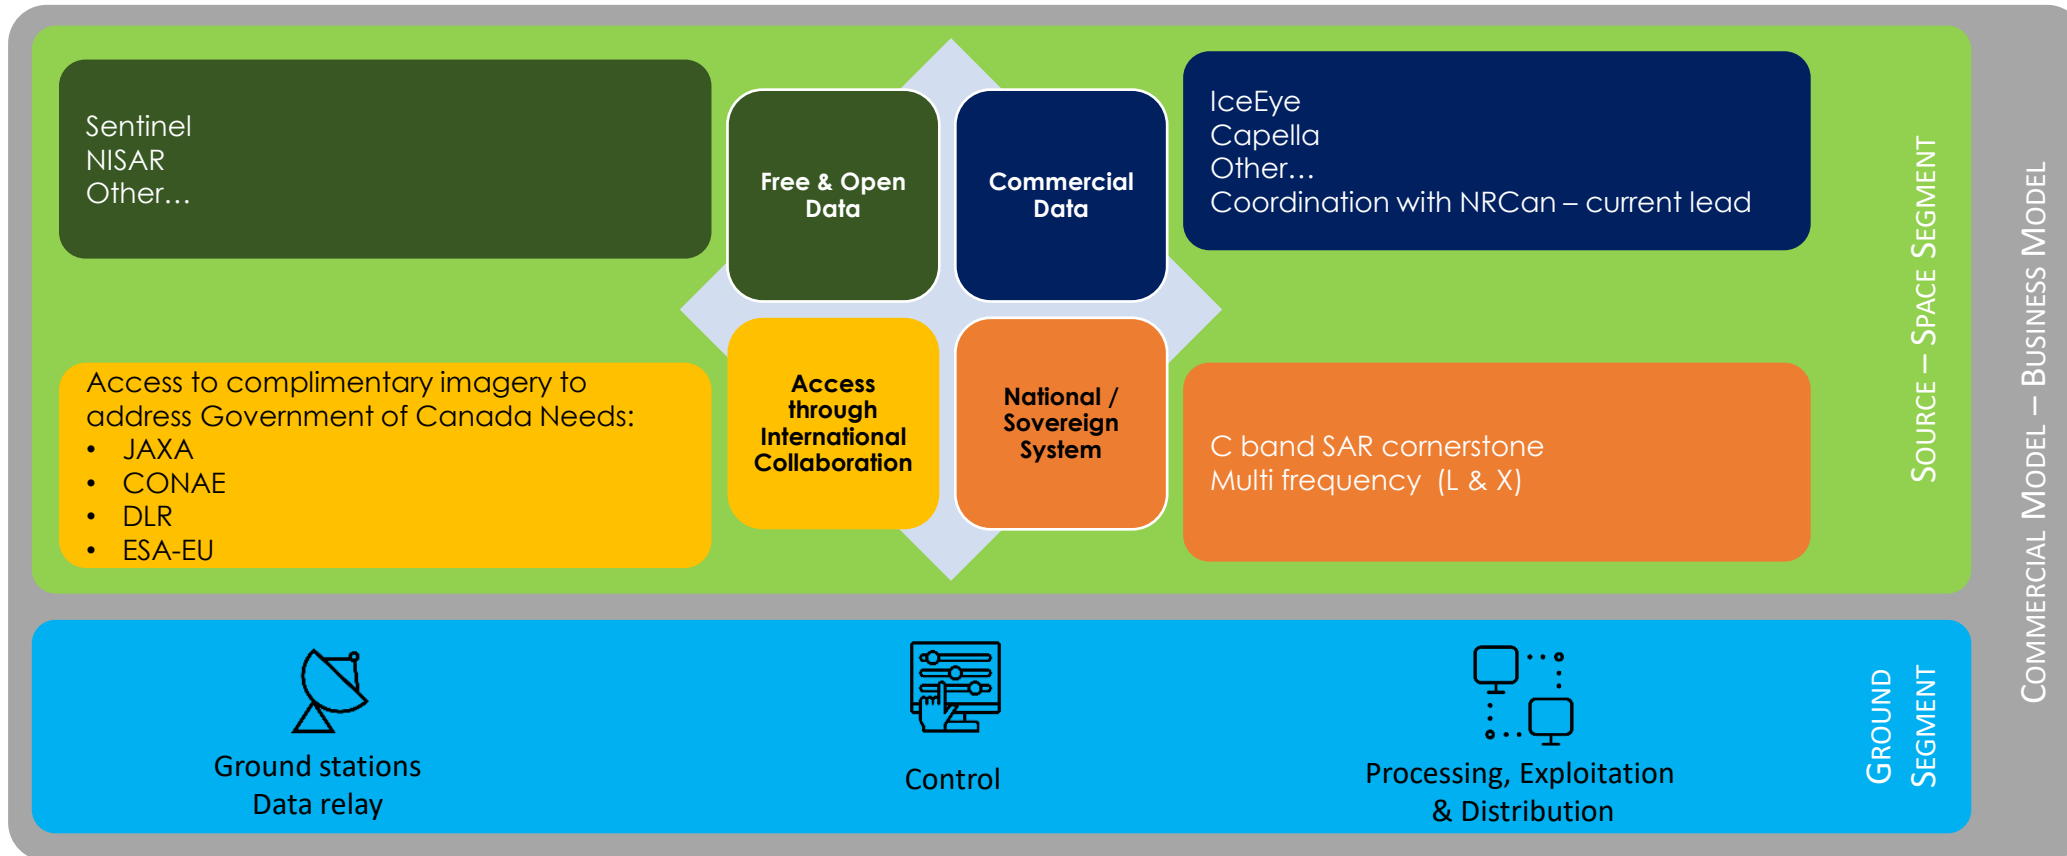 Sentinel
NISAR
Other…
Free & Open
Data
Commercial
Data
IceEye
Capella
Other…
Coordination with NRCan – current lead
Access to complimentary imagery to
address Government of Canada Needs:
• JAXA
• CONAE
• DLR
• ESA-EU
Access
through
International
Collaboration
National /
Sovereign
System
C band SAR cornerstone
Multi frequency (L & X)
SOURCE – SPACE SEGMENT
Ground stations
Data relay
Control
Processing, Exploitation
& Distribution
GROUND
SEGMENT
COMMERCIAL MODEL – BUSINESS MODEL